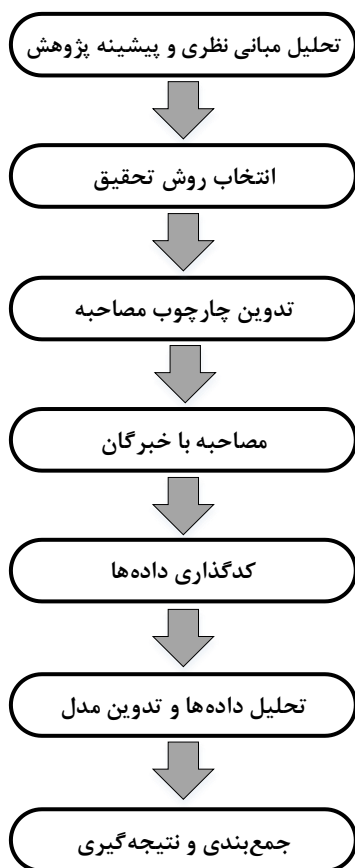 تحلیل مبانی نظری و پیشینه پژوهش
انتخاب روش تحقیق
تدوین چارچوب مصاحبه
مصاحبه با خبرگان
کدگذاری داده‌ها
تحلیل داده‌ها و تدوین مدل
جمع‌بندی و نتیجه‌گیری